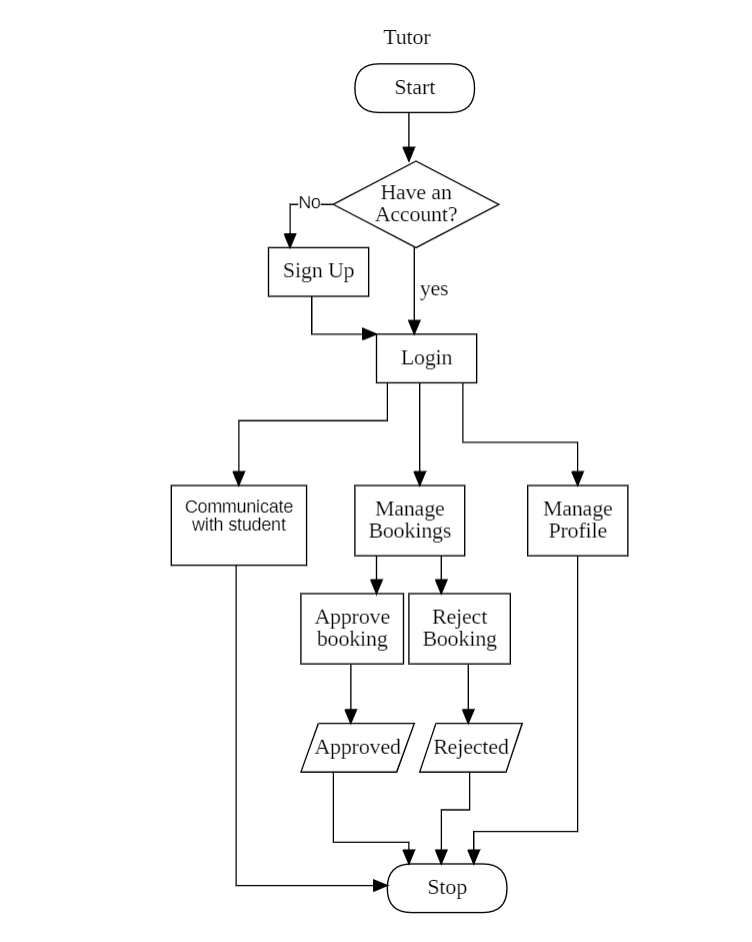 Tutor
Start
Have an
Account?
No
Sign Up
yes
Login
Communicate
with student
Manage
Bookings
Manage
Profile
Approve
booking
Reject
Booking
Approved
Rejected
Stop